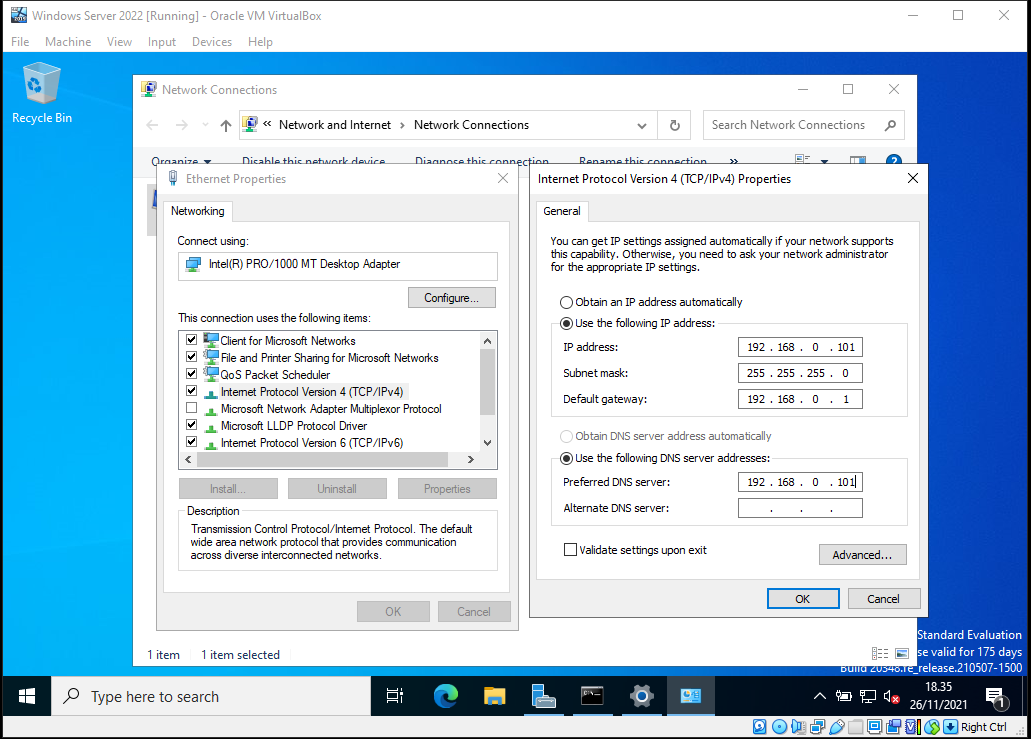 Windows Server 2022 [Running] - Oracle VM VirtualBox
File Machine View Input Devices Help
Recycle Bin
Network Connections
« Network and Internet › Network Connections
Search Network Connections
Organize Disable this network device Diagnose this connection Rename this connection »
Ethernet Properties
Networking
Connect using:
Intel(R) PRO/1000 MT Desktop Adapter
Configure...
This connection uses the following items:
Client for Microsoft Networks
File and Printer Sharing for Microsoft Networks
QoS Packet Scheduler
Internet Protocol Version 4 (TCP/IPv4)
Microsoft Network Adapter Multiplexor Protocol
Microsoft LLDP Protocol Driver
Internet Protocol Version 6 (TCP/IPv6)
Install... Uninstall Properties
Description
Transmission Control Protocol/Internet Protocol. The default
wide area network protocol that provides communication
across diverse interconnected networks.
OK Cancel
Internet Protocol Version 4 (TCP/IPv4) Properties
General
You can get IP settings assigned automatically if your network supports
this capability. Otherwise, you need to ask your network administrator
for the appropriate IP settings.
Obtain an IP address automatically
Use the following IP address:
IP address: 192 . 168 . 0 . 101
Subnet mask: 255 . 255 . 255 . 0
Default gateway: 192 . 168 . 0 . 1
Obtain DNS server address automatically
Use the following DNS server addresses:
Preferred DNS server: 192 . 168 . 0 . 101
Alternate DNS server: . . .
Validate settings upon exit
Advanced...
OK Cancel
1 item 1 item selected
Standard Evaluation
se valid for 175 days
Build 20348.fe_release.210507-1500
Type here to search
18.35
26/11/2021
1
Right Ctrl